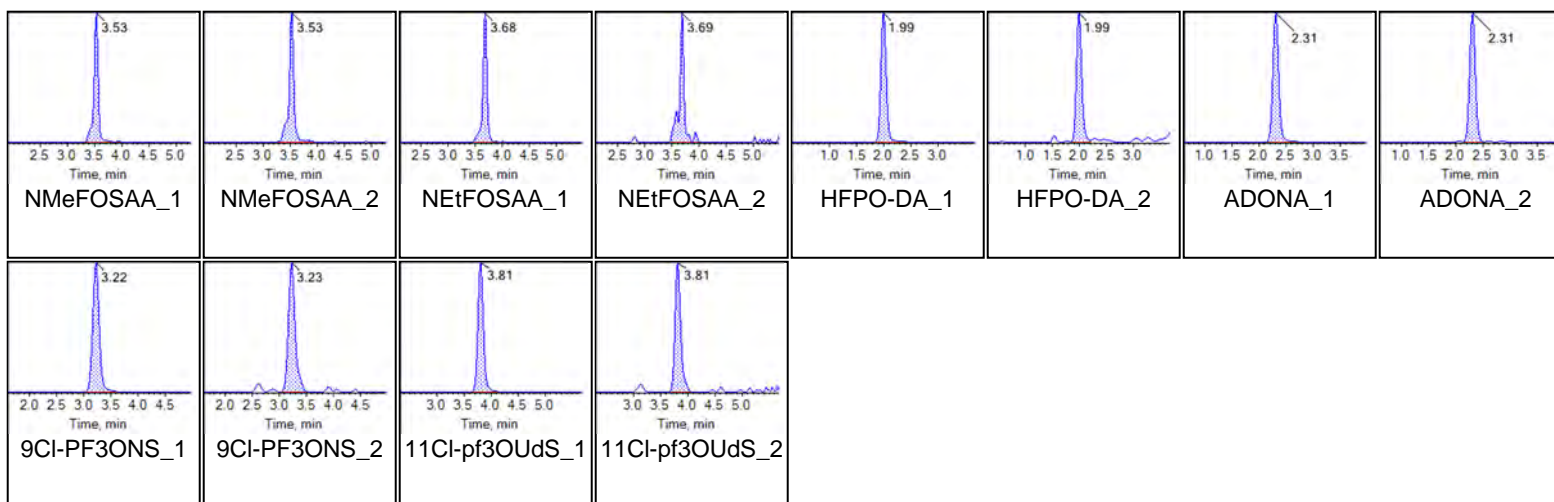 3.53
2.5 3.0 3.5 4.0 4.5 5.0
Time, min
NMeFOSAA_1
3.53
2.5 3.0 3.5 4.0 4.5 5.0
Time, min
NMeFOSAA_2
3.68
2.5 3.0 3.5 4.0 4.5 5.0
Time, min
NEtFOSAA_1
3.69
2.5 3.0 3.5 4.0 4.5 5.0
Time, min
NEtFOSAA_2
1.99
1.0 1.5 2.0 2.5 3.0
Time, min
HFPO-DA_1
1.99
1.0 1.5 2.0 2.5 3.0
Time, min
HFPO-DA_2
2.31
1.0 1.5 2.0 2.5 3.0 3.5
Time, min
ADONA_1
2.31
1.0 1.5 2.0 2.5 3.0 3.5
Time, min
ADONA_2
3.22
2.0 2.5 3.0 3.5 4.0 4.5
Time, min
9Cl-PF3ONS_1
3.23
2.0 2.5 3.0 3.5 4.0 4.5
Time, min
9Cl-PF3ONS_2
3.81
3.0 3.5 4.0 4.5 5.0
Time, min
11Cl-pf3OUdS_1
3.81
3.0 3.5 4.0 4.5 5.0
Time, min
11Cl-pf3OUdS_2